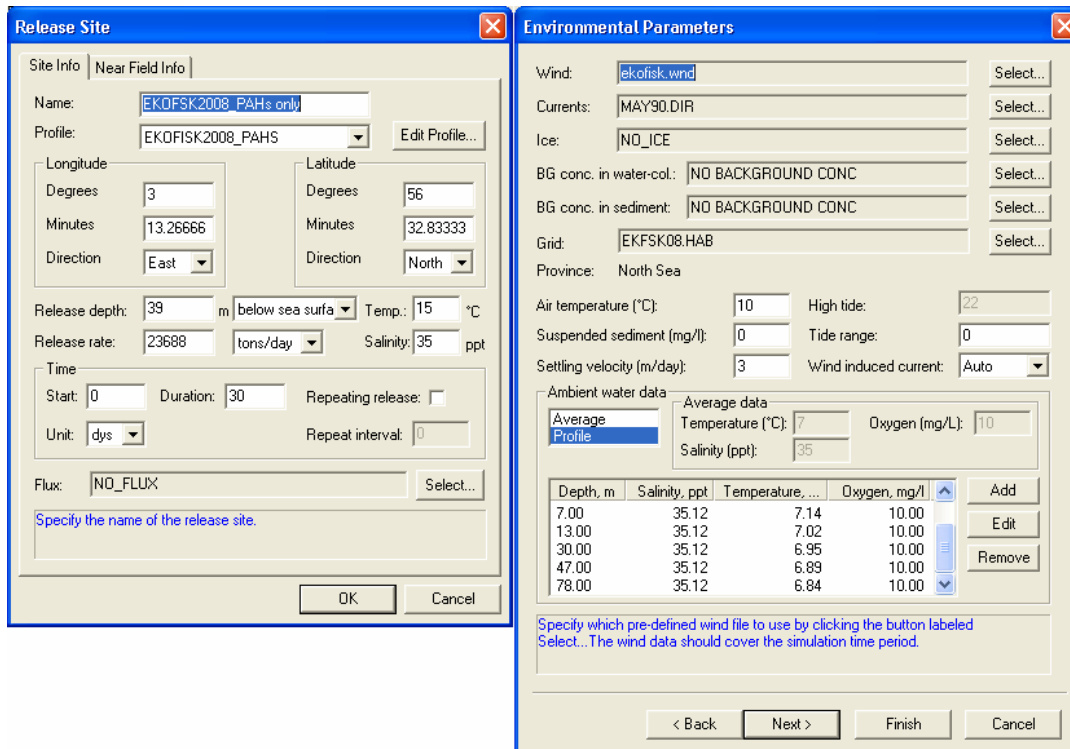 Release Site
Site Info Near Field Info
Name: EKOFSK2008_PAHs only
Profile: EKOFISK2008_PAHS Edit Profile...
Longitude Latitude
Degrees 3 Degrees 56
Minutes 13.26666 Minutes 32.83333
Direction East Direction North
Release depth: 39 m below sea surfa Temp.: 15 °C
Release rate: 23688 tons/day Salinity: 35 ppt
Time
Start: 0 Duration: 30 Repeating release:
Unit: dys Repeat interval: 0
Flux: NO_FLUX Select...
Specify the name of the release site.
OK Cancel
Environmental Parameters
Wind: ekofisk.wnd Select...
Currents: MAY90.DIR Select...
Ice: NO_ICE Select...
BG conc. in water-col.: NO BACKGROUND CONC Select...
BG conc. in sediment: NO BACKGROUND CONC Select...
Grid: EKFSK08.HAB Select...
Province: North Sea
Air temperature (°C): 10 High tide: 22
Suspended sediment (mg/l): 0 Tide range: 0
Settling velocity (m/day): 3 Wind induced current: Auto
Ambient water data
Average
Profile
Average data
Temperature (°C): 7 Oxygen (mg/L): 10
Salinity (ppt): 35
Depth, m Salinity, ppt Temperature, ... Oxygen, mg/l
7.00 35.12 7.14 10.00
13.00 35.12 7.02 10.00
30.00 35.12 6.95 10.00
47.00 35.12 6.89 10.00
78.00 35.12 6.84 10.00
Add
Edit
Remove
Specify which pre-defined wind file to use by clicking the button labeled
Select...The wind data should cover the simulation time period.
< Back Next > Finish Cancel